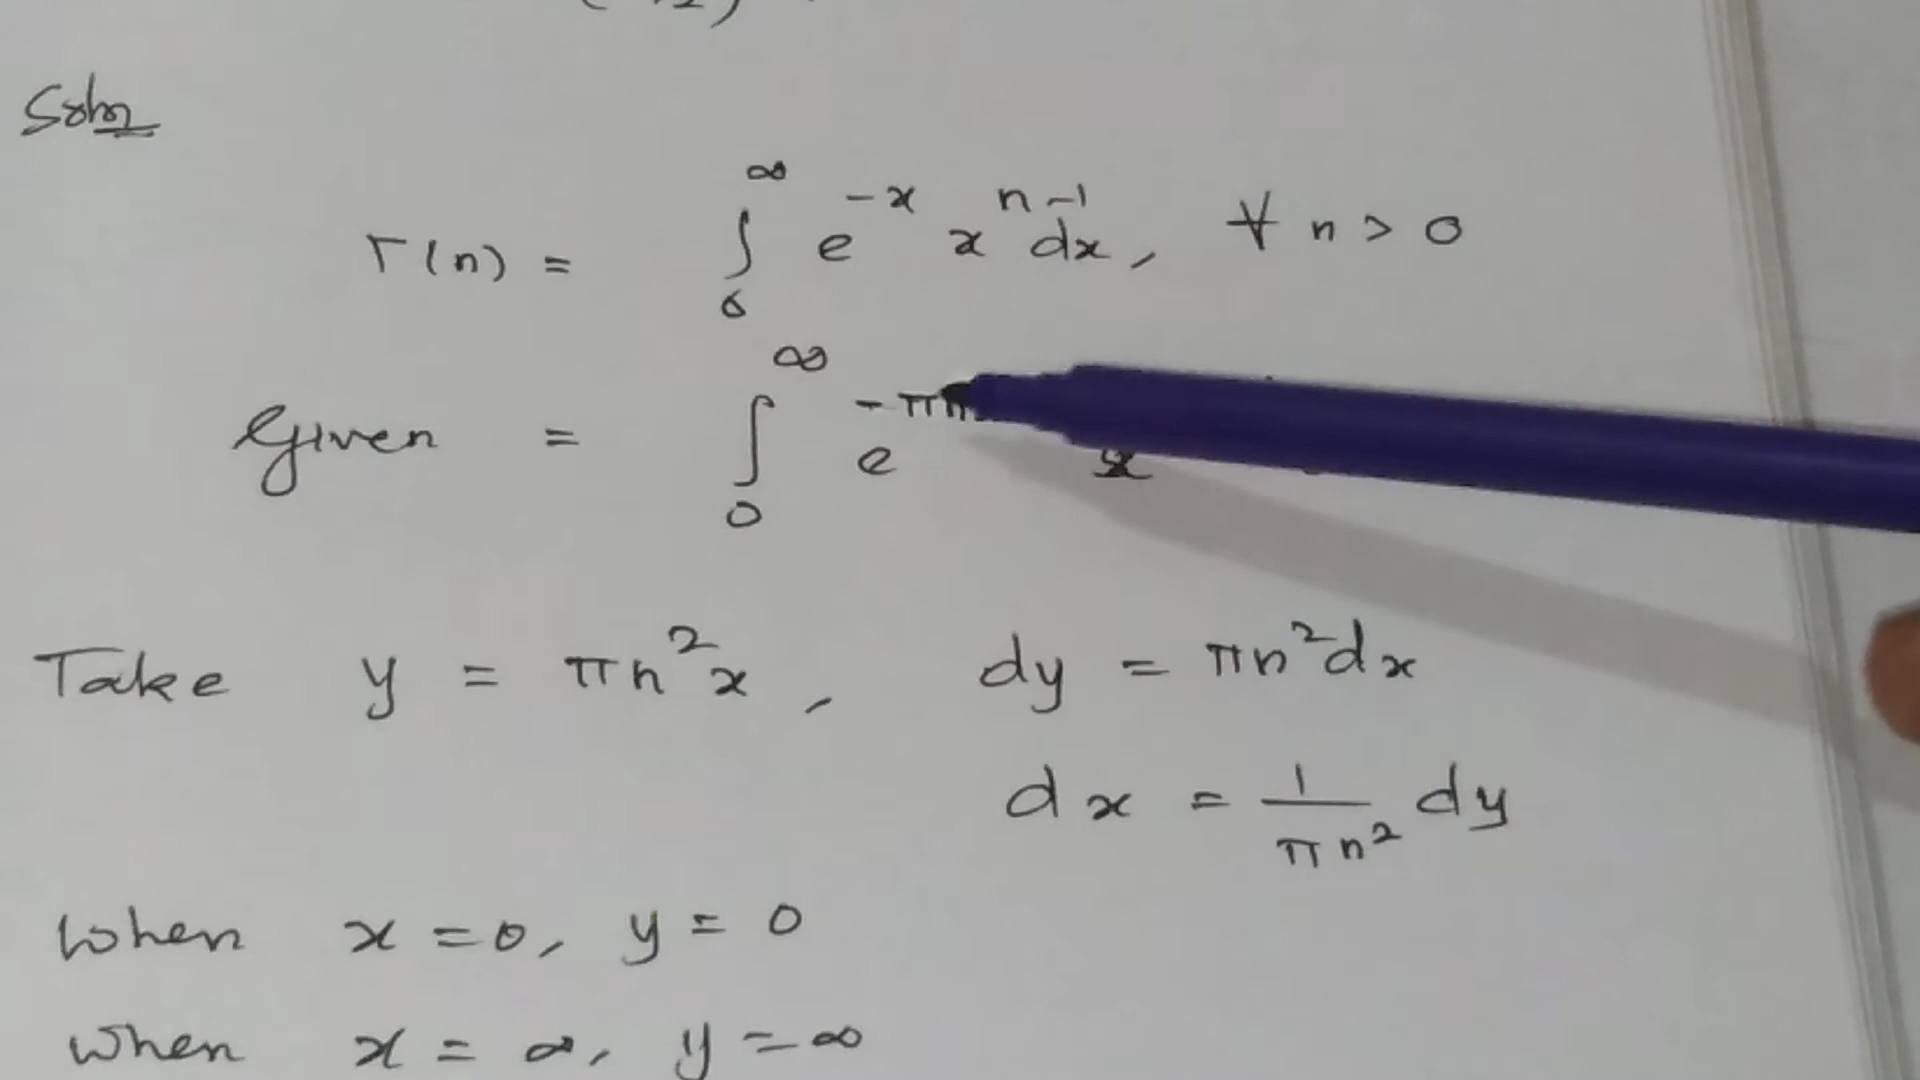 Soln
Γ(n) = ∫₀^∞ e^{-x} x^{n-1} dx, ∀ n > 0
Given = ∫₀^∞ e^{-πn} x
Take y = πn²x, dy = πn²dx
dx = 1/πn² dy
When x = 0, y = 0
When x = ∞, y = ∞